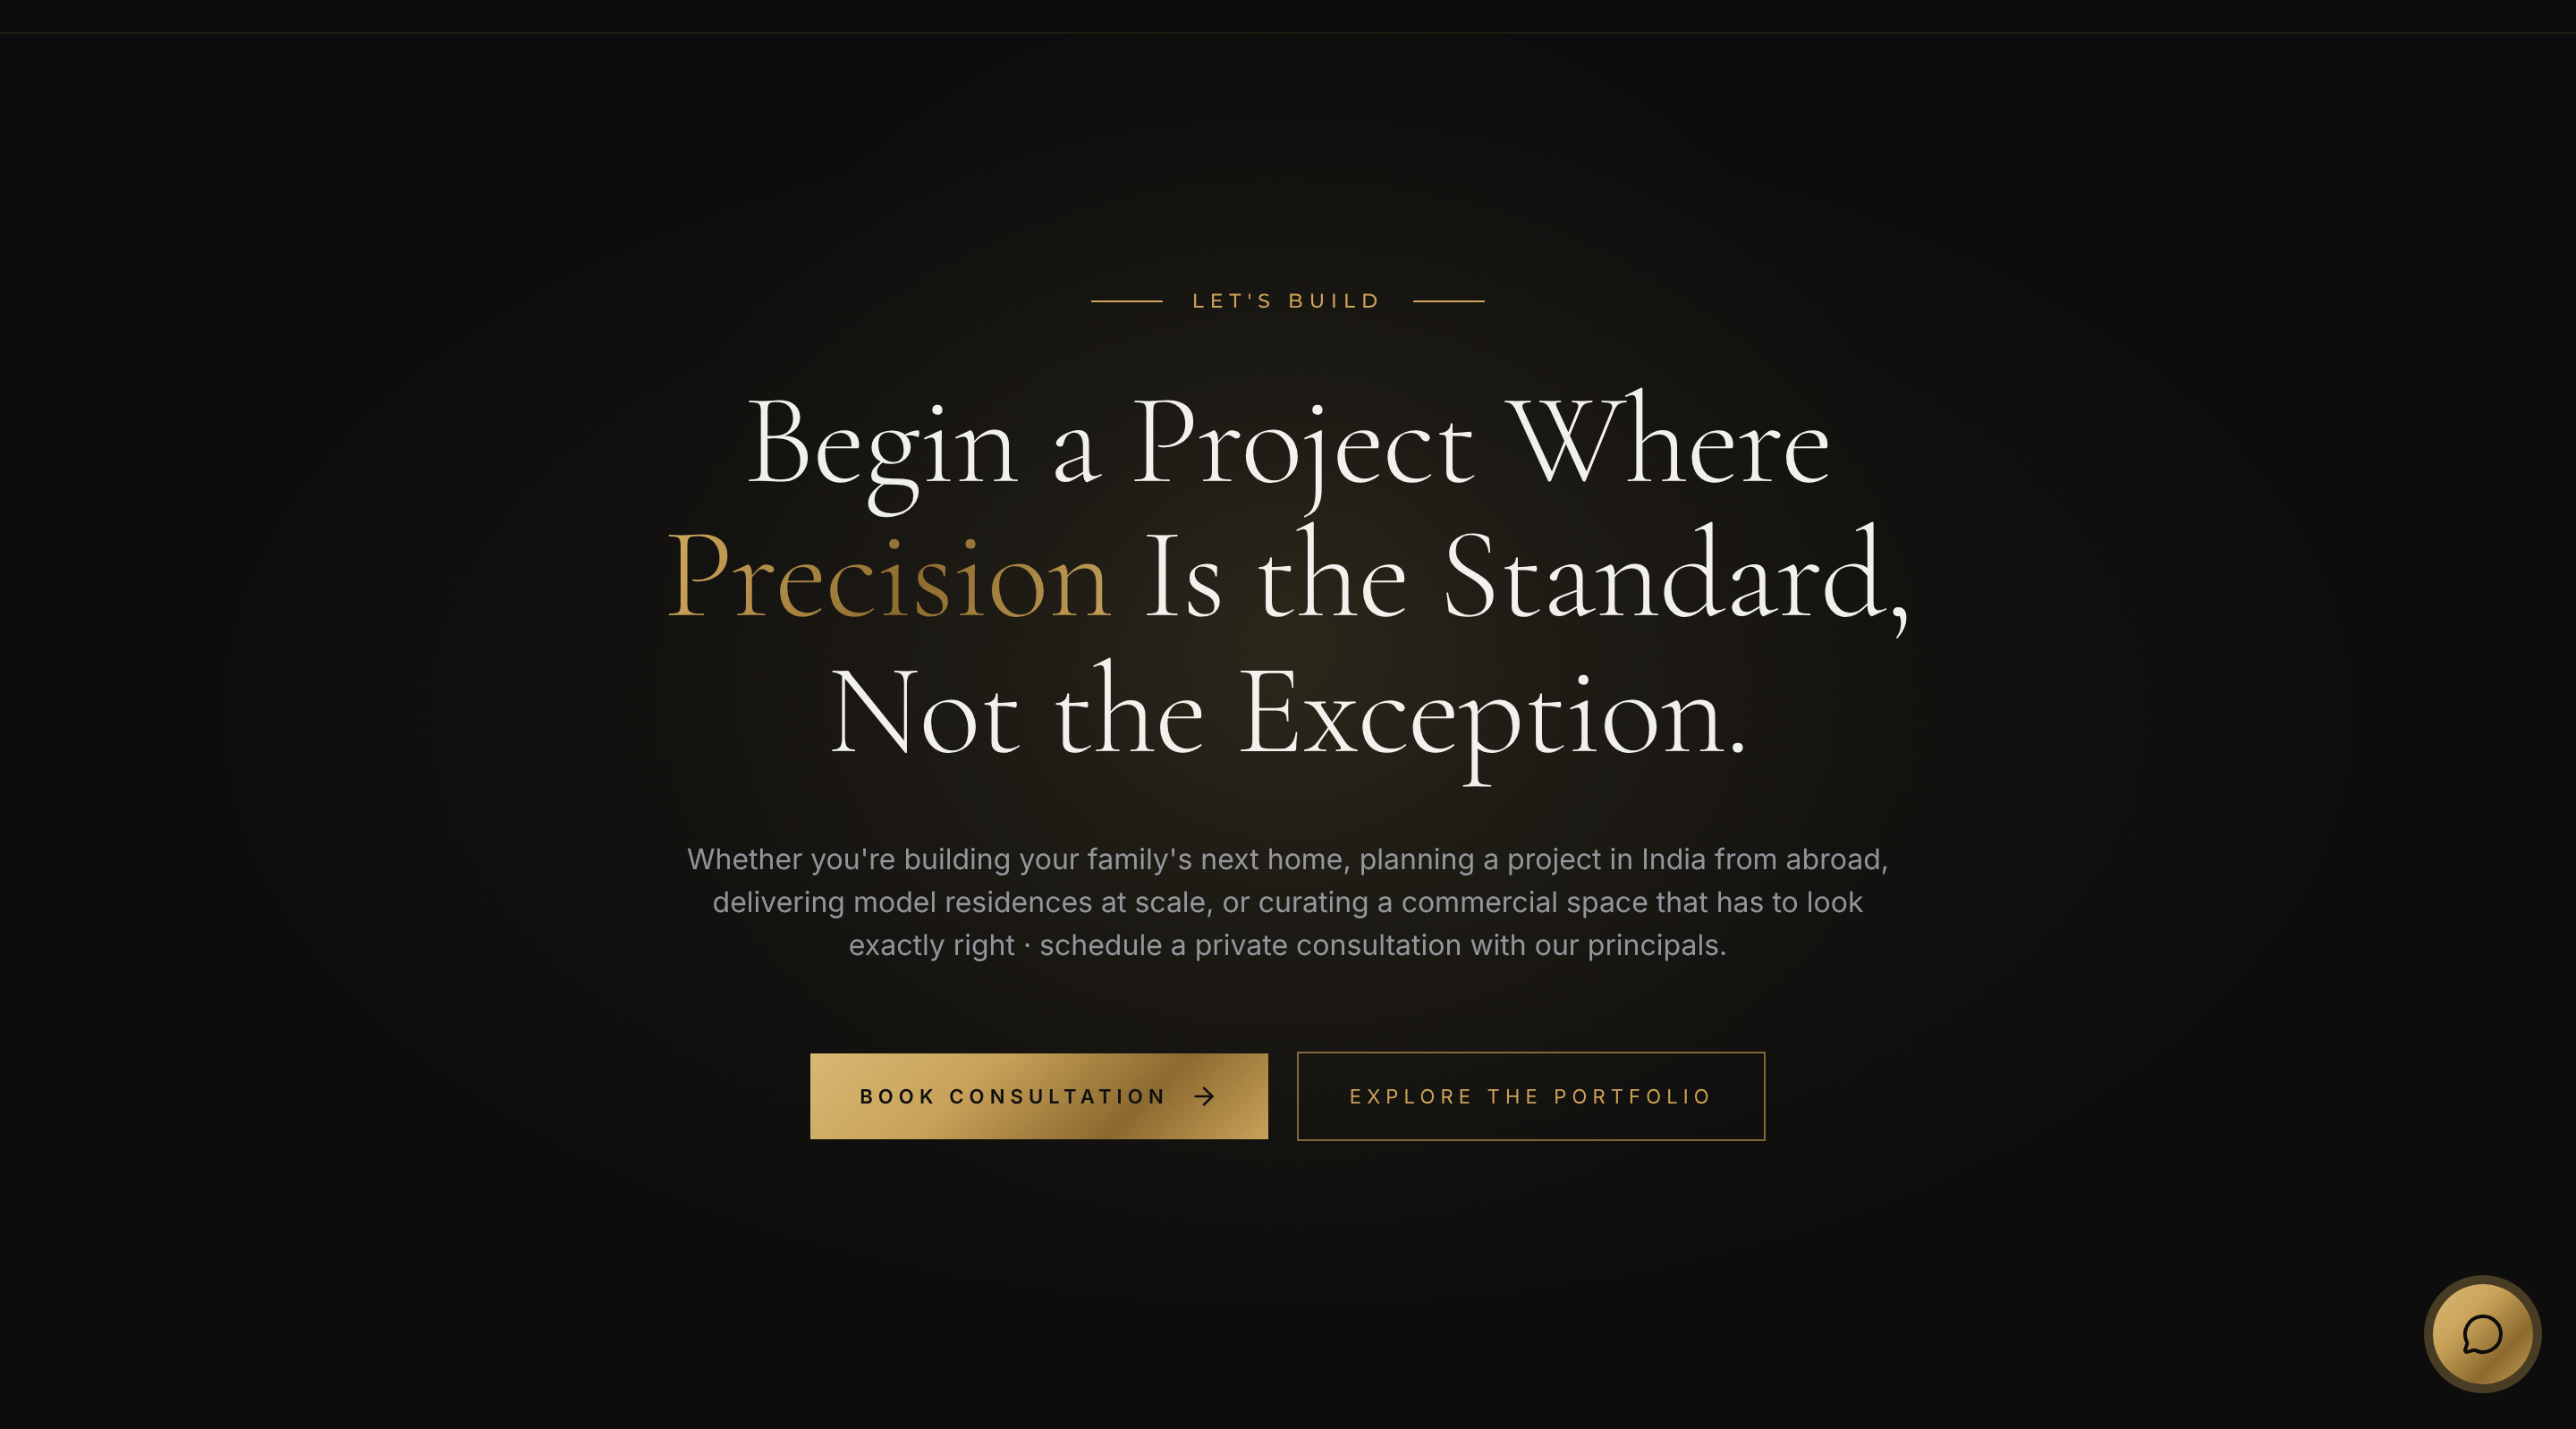 LET'S BUILD
Begin a Project Where
Precision Is the Standard,
Not the Exception.
Whether you're building your family's next home, planning a project in India from abroad,
delivering model residences at scale, or curating a commercial space that has to look
exactly right · schedule a private consultation with our principals.
BOOK CONSULTATION →
EXPLORE THE PORTFOLIO